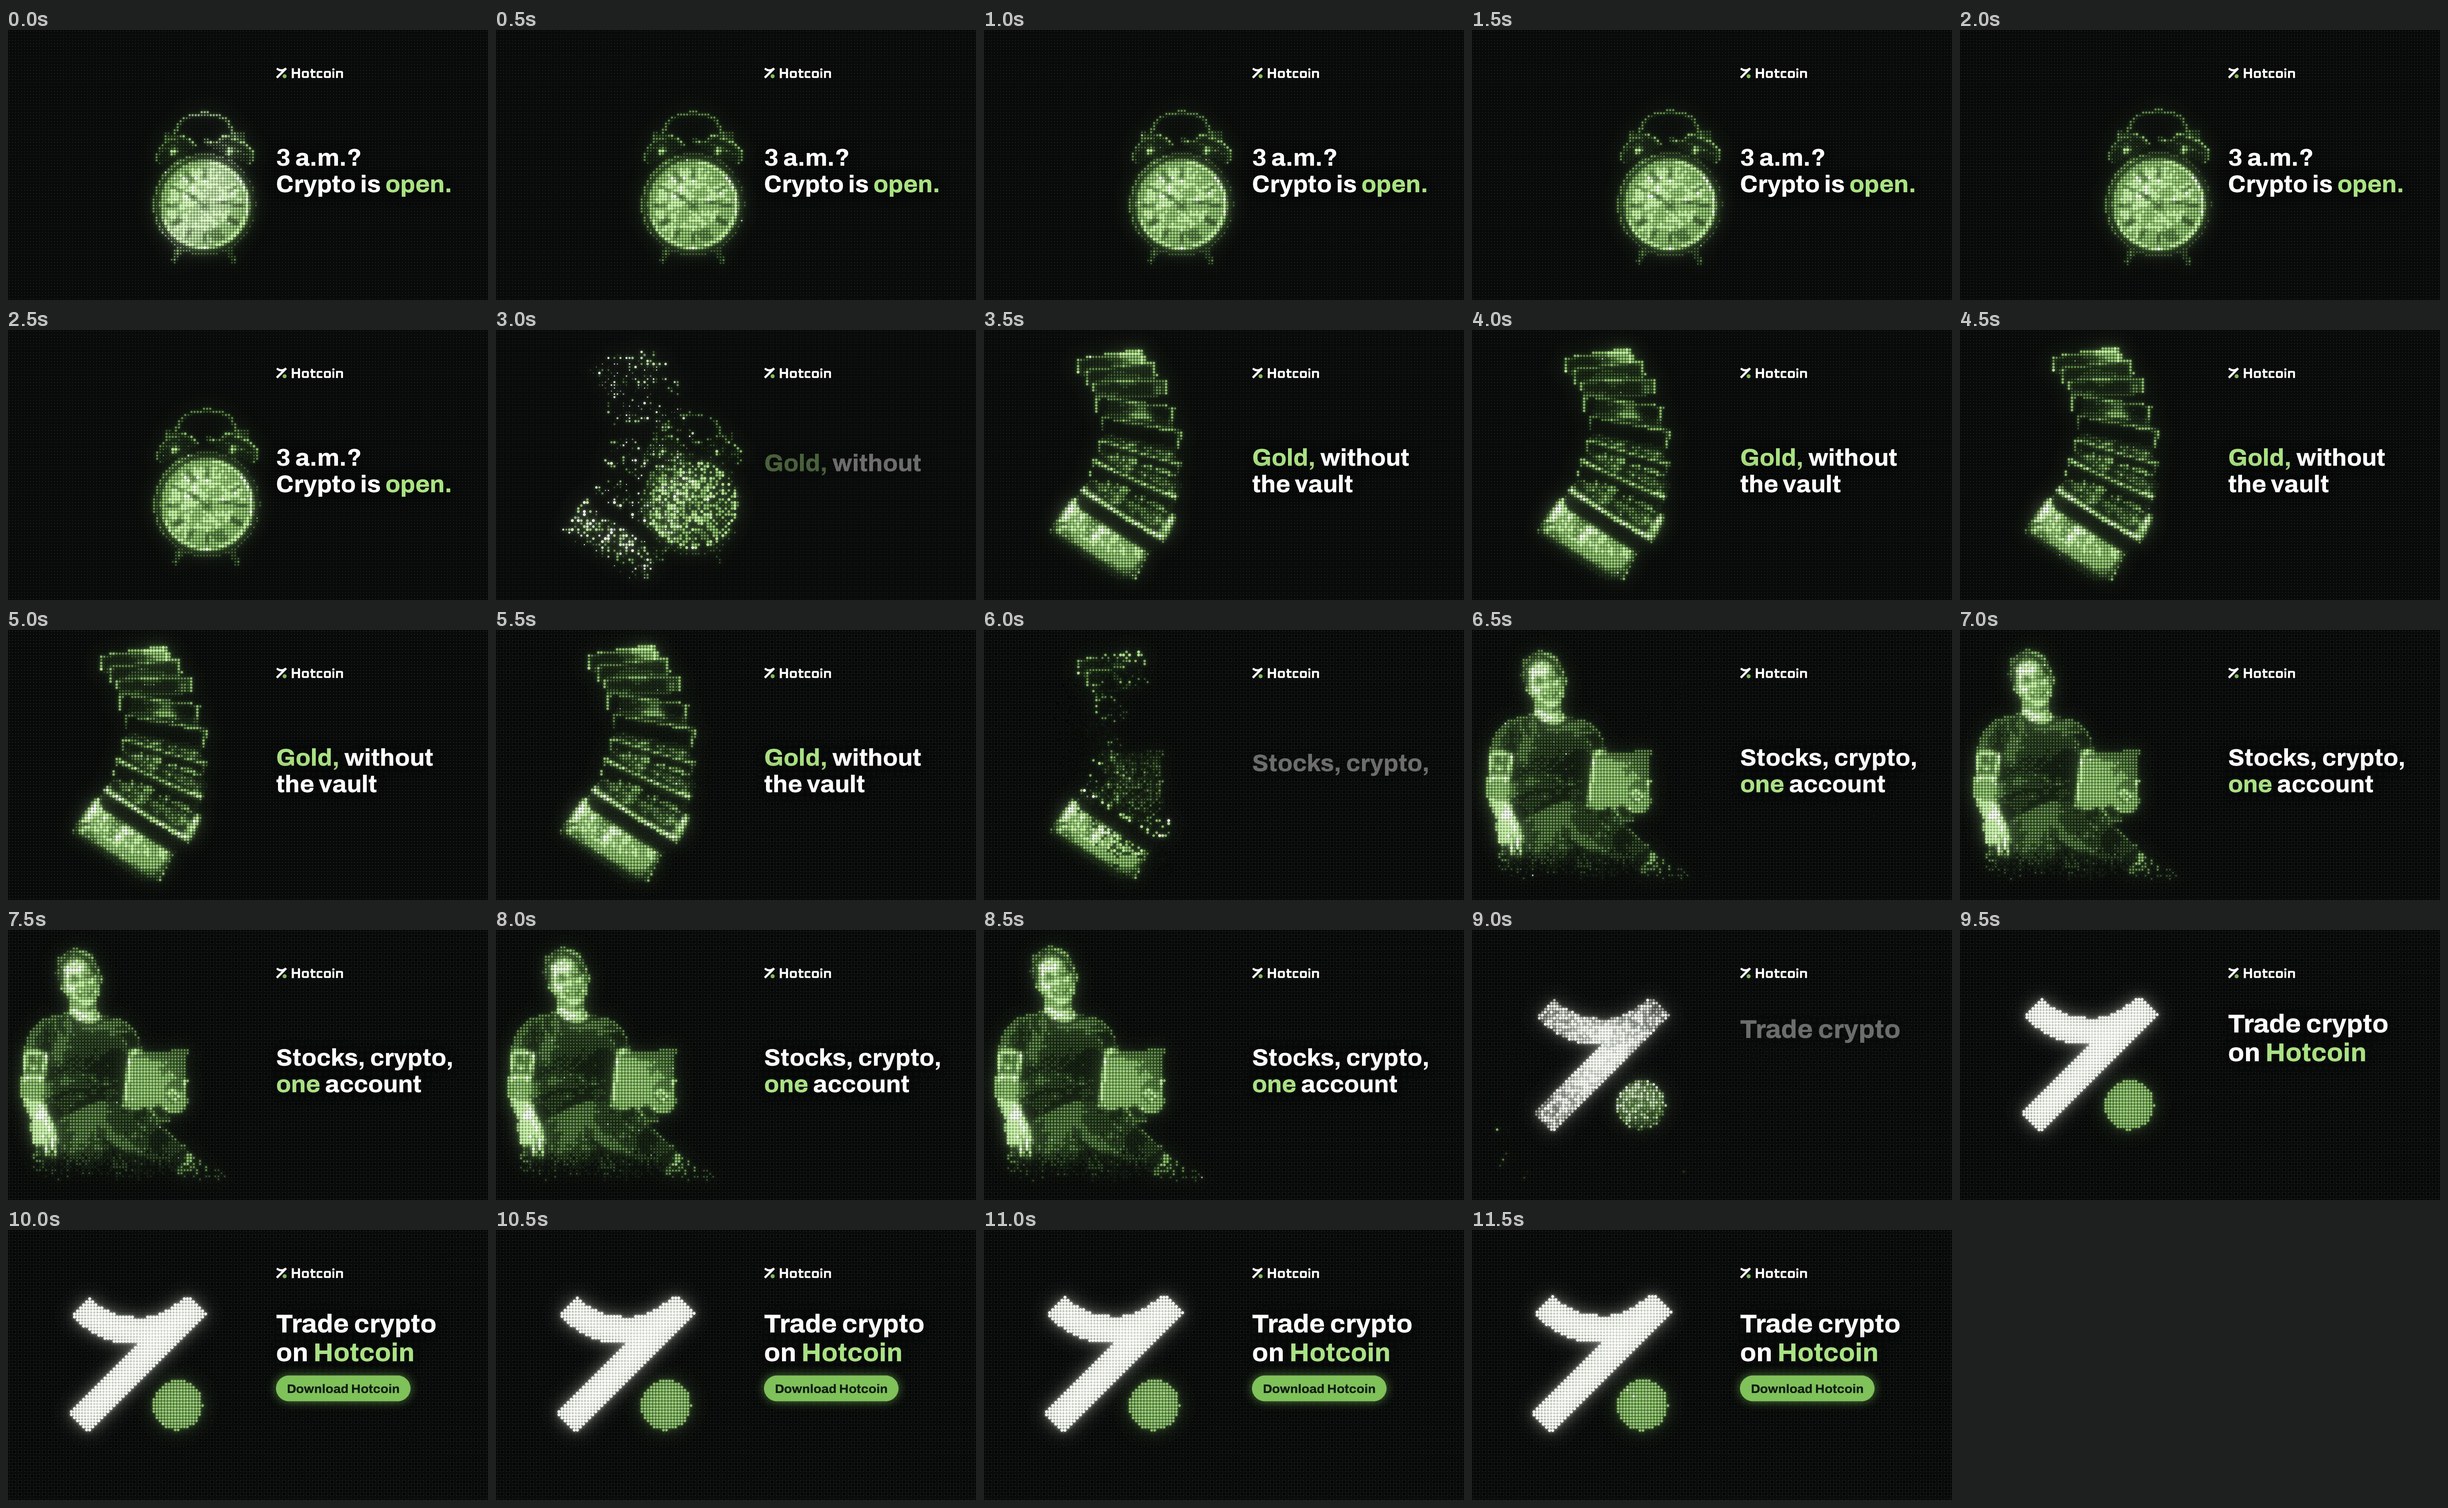 0.0s
0.5s
1.0s
1.5s
2.0s
Hotcoin
Hotcoin
Hotcoin
Hotcoin
Hotcoin
3 a.m.?
Crypto is open.
3 a.m.?
Crypto is open.
3 a.m.?
Crypto is open.
3 a.m.?
Crypto is open.
3 a.m.?
Crypto is open.
2.5s
3.0s
3.5s
4.0s
4.5s
Hotcoin
Hotcoin
Hotcoin
Hotcoin
Hotcoin
3 a.m.?
Crypto is open.
Gold, without
Gold, without
the vault
Gold, without
the vault
Gold, without
the vault
5.0s
5.5s
6.0s
6.5s
7.0s
Hotcoin
Hotcoin
Hotcoin
Hotcoin
Hotcoin
Gold, without
the vault
Gold, without
the vault
Stocks, crypto,
Stocks, crypto,
one account
Stocks, crypto,
one account
7.5s
8.0s
8.5s
9.0s
9.5s
Hotcoin
Hotcoin
Hotcoin
Hotcoin
Hotcoin
Stocks, crypto,
one account
Stocks, crypto,
one account
Stocks, crypto,
one account
Trade crypto
Trade crypto
on Hotcoin
10.0s
10.5s
11.0s
11.5s
Hotcoin
Hotcoin
Hotcoin
Hotcoin
Trade crypto
on Hotcoin
Download Hotcoin
Trade crypto
on Hotcoin
Download Hotcoin
Trade crypto
on Hotcoin
Download Hotcoin
Trade crypto
on Hotcoin
Download Hotcoin